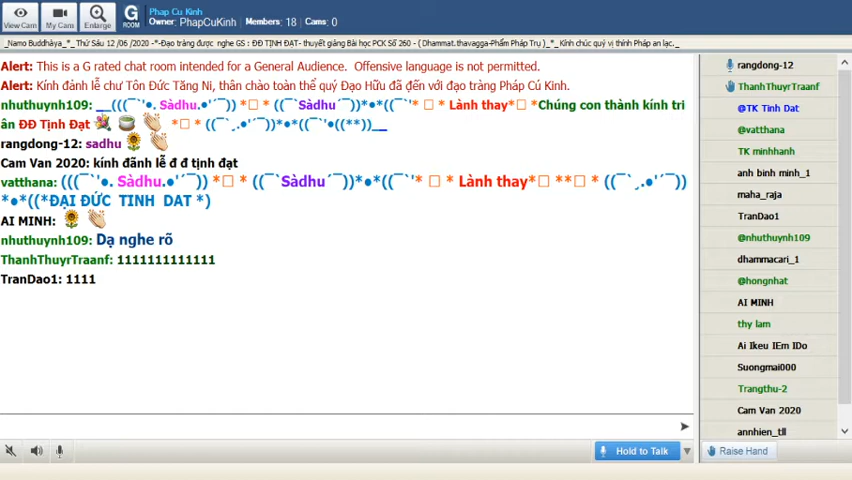 View Cam
My Cam
Enlarge
G
ROOM
Phap Cu Kinh
Owner: PhapCuKinh Members: 18 Cams: 0
_Namo Buddhàya_*_ Thứ Sáu 12 /06 /2020 -*-Đạo tràng được nghe GS : ĐĐ TỊNH ĐẠT- thuyết giảng Bài học PCK Số 260 - ( Dhammat.thavagga-Phẩm Pháp Trụ )_*_ Kính chúc quý vị thính Pháp an lạc,_
Alert: This is a G rated chat room intended for a General Audience. Offensive language is not permitted.
Alert: Kính đảnh lễ chư Tôn Đức Tăng Ni, thân chào toàn thể quý Đạo Hữu đã đến với đạo tràng Pháp Cú Kinh.
nhuthuynh109: __(((¯`'•. Sàdhu.•'´¯)) *□ * ((¯`Sàdhu´¯))*•*((¯`'* □ * Lành thay*□ *Chúng con thành kính tri
ân ĐĐ Tịnh Đạt *□ * ((¯`¸.•'´¯))*•*((¯`'•((**))__
rangdong-12: sadhu
Cam Van 2020: kính đãnh lễ đ đ tịnh đạt
vatthana: (((¯`'•. Sàdhu.•'´¯)) *□ * ((¯`Sàdhu´¯))*•*((¯`'* □ * Lành thay*□ **□ * ((¯`¸.•'´¯))
*•*((*ĐẠI ĐỨC TINH DAT *)
AI MINH:
nhuthuynh109: Dạ nghe rõ
ThanhThuyrTraanf: 1111111111111
TranDao1: 1111
rangdong-12
ThanhThuyrTraanf
@TK Tinh Dat
@vatthana
TK minhhanh
anh binh minh_1
maha_raja
TranDao1
@nhuthuynh109
dhammacari_1
@hongnhat
AI MINH
thy lam
Ai Ikeu IEm IDo
Suongmai000
Trangthu-2
Cam Van 2020
annhien_tll
Hold to Talk
Raise Hand